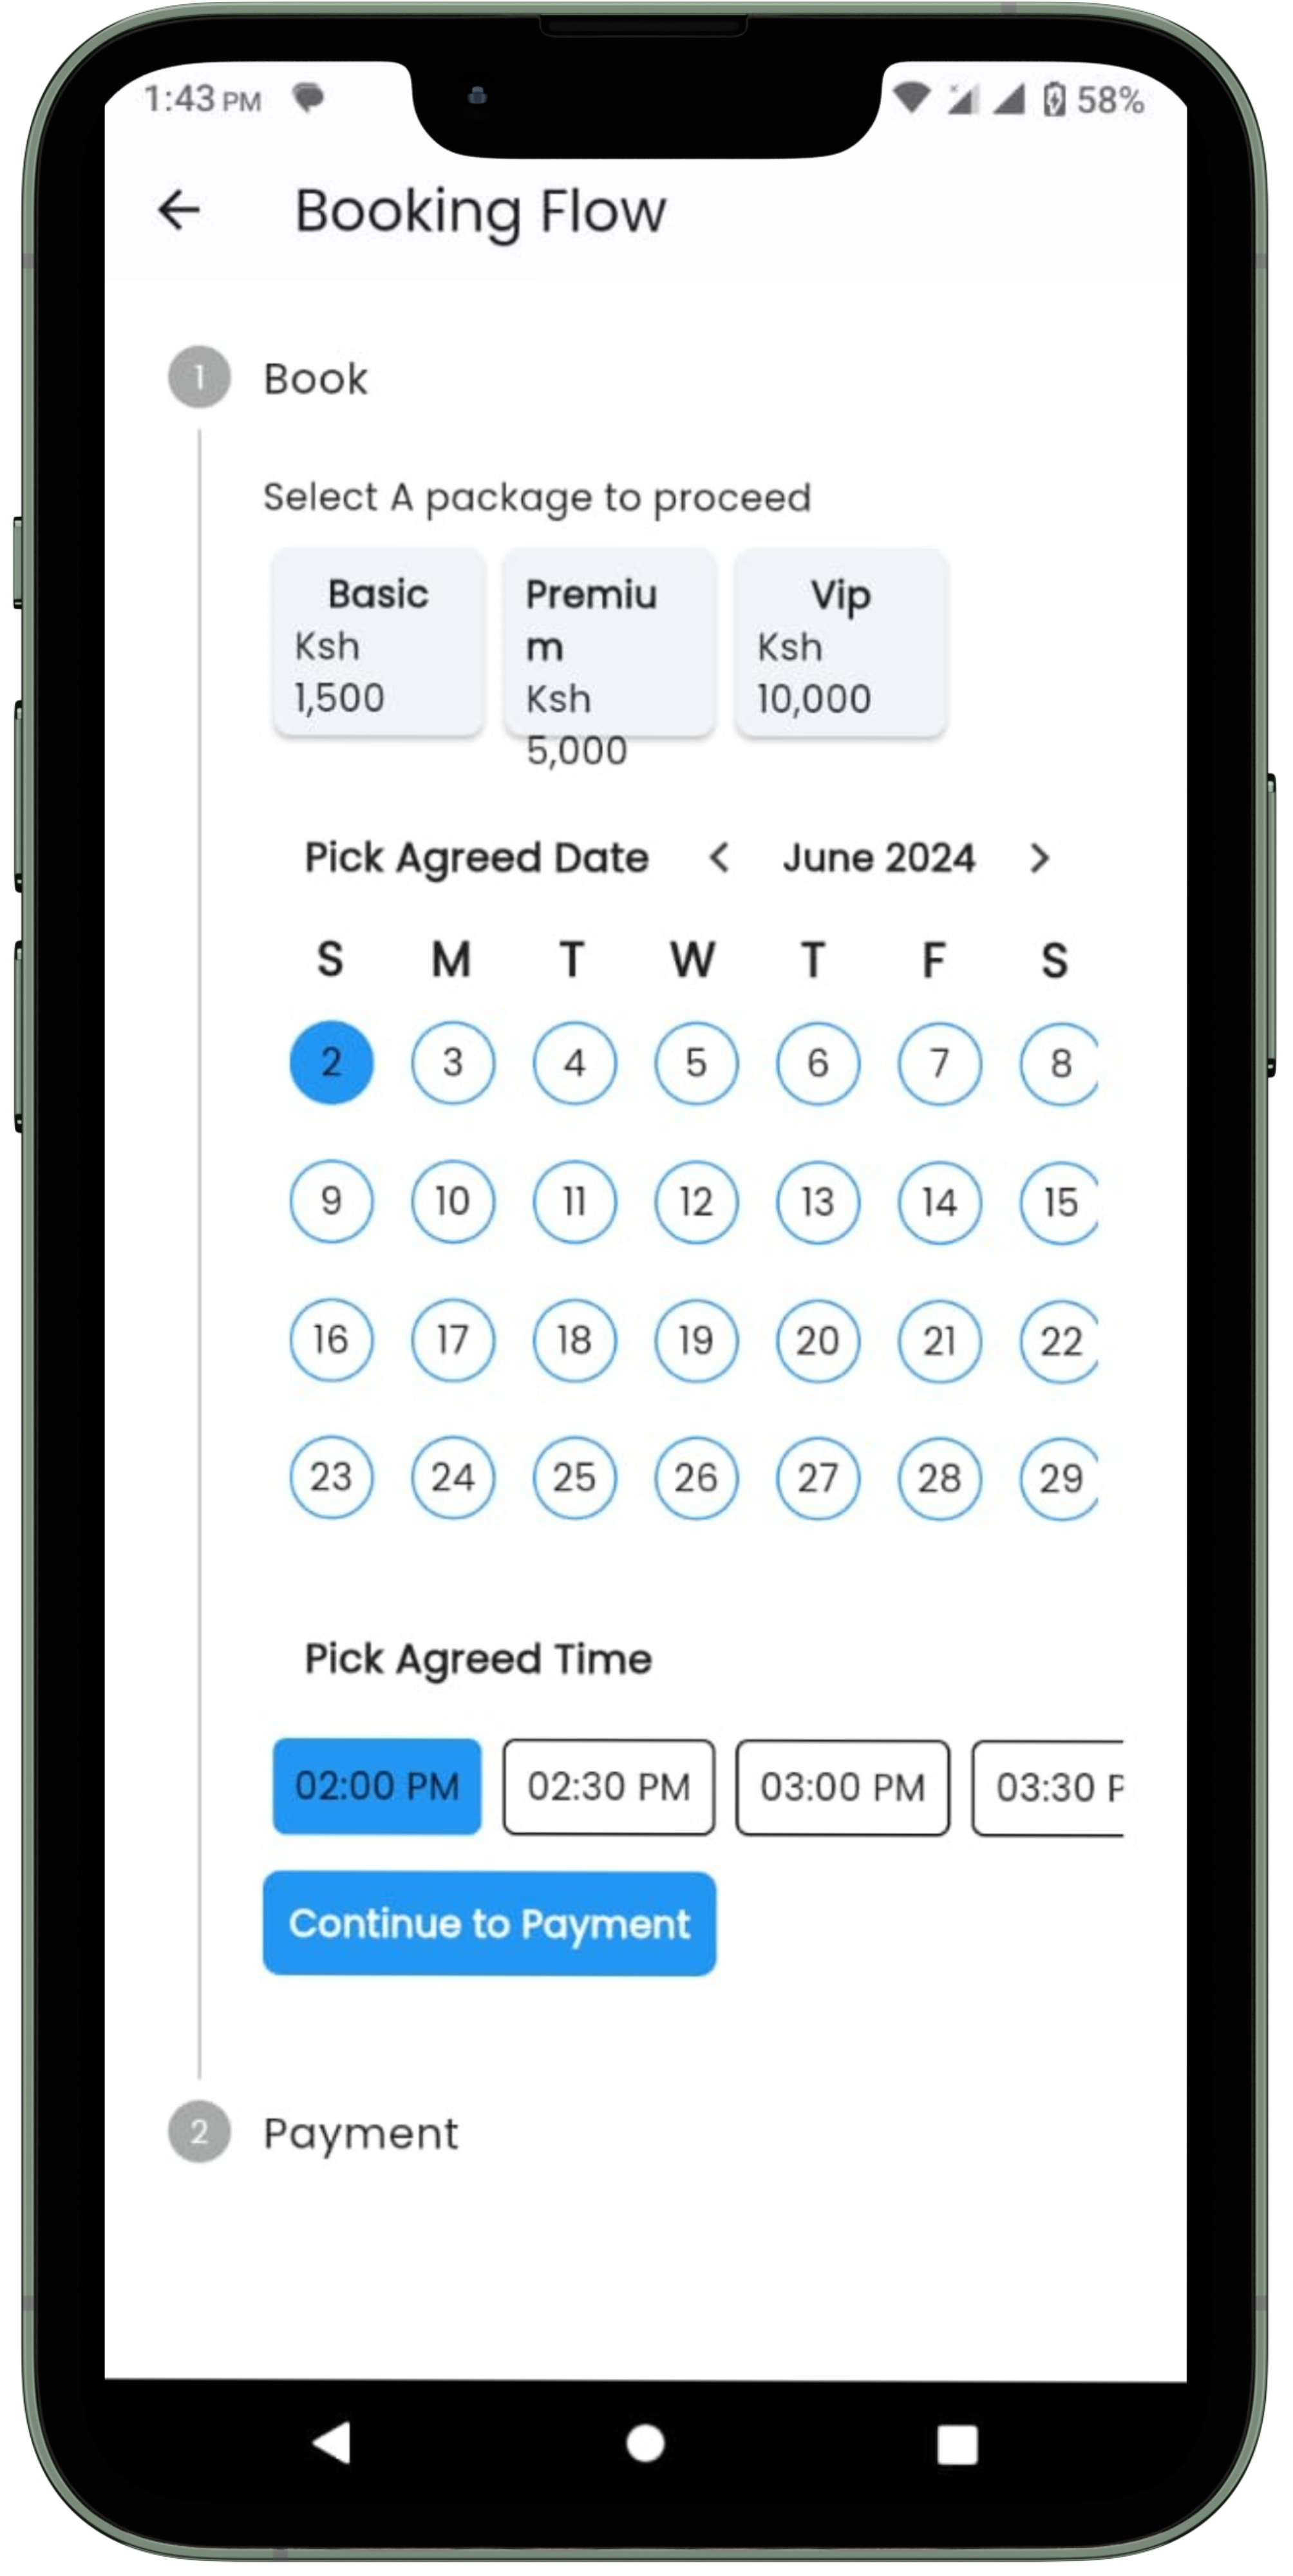 1:43 PM 58%
Booking Flow
1 Book
Select A package to proceed
Basic
Ksh
1,500
Premiu
m
Ksh
5,000
Vip
Ksh
10,000
Pick Agreed Date June 2024
S M T W T F S
2 3 4 5 6 7 8
9 10 11 12 13 14 15
16 17 18 19 20 21 22
23 24 25 26 27 28 29
Pick Agreed Time
02:00 PM 02:30 PM 03:00 PM 03:30 P
Continue to Payment
2 Payment